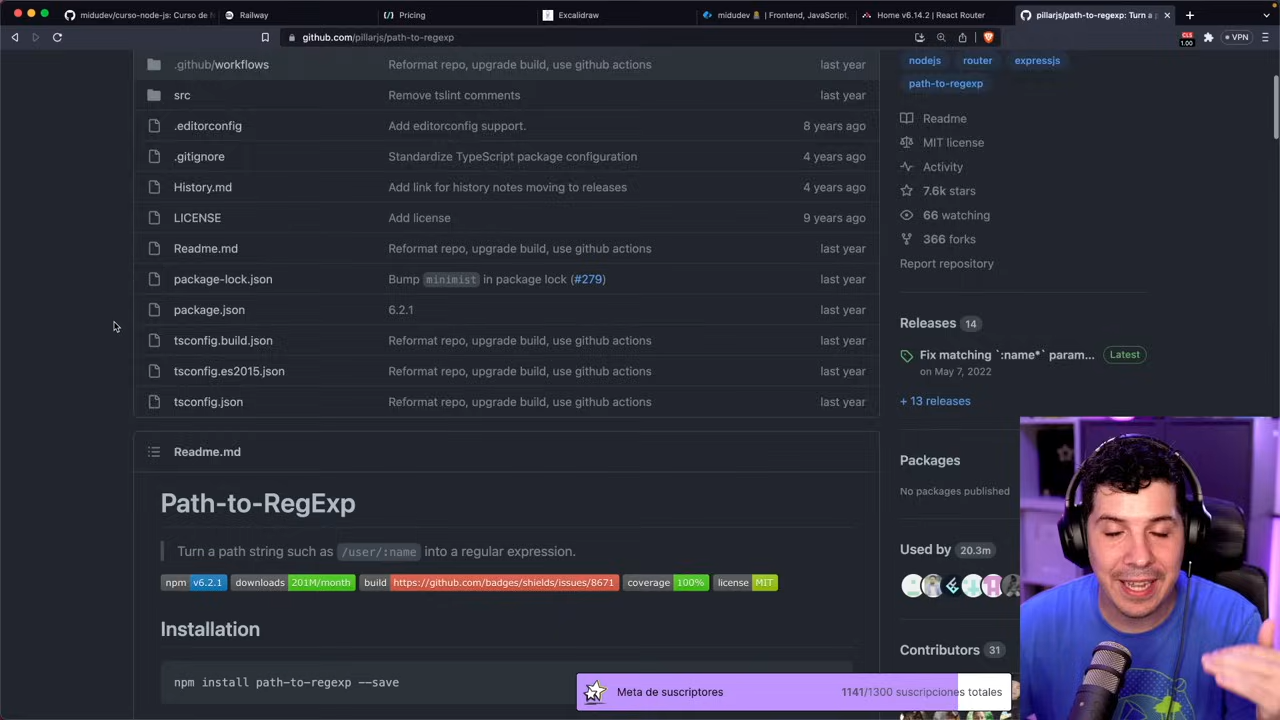 midudev/curso-node-js: Curso de
Railway
Pricing
Excalidraw
midudev
| Frontend, JavaScript,
Home v6.14.2 | React Router
pillarjs/path-to-regexp: Turn a
github.com/pillarjs/path-to-regexp
1.00
VPN
.github/workflows Reformat repo, upgrade build, use github actions last year
src Remove tslint comments last year
.editorconfig Add editorconfig support. 8 years ago
.gitignore Standardize TypeScript package configuration 4 years ago
History.md Add link for history notes moving to releases 4 years ago
LICENSE Add license 9 years ago
Readme.md Reformat repo, upgrade build, use github actions last year
package-lock.json Bump minimist in package lock (#279) last year
package.json 6.2.1 last year
tsconfig.build.json Reformat repo, upgrade build, use github actions last year
tsconfig.es2015.json Reformat repo, upgrade build, use github actions last year
tsconfig.json Reformat repo, upgrade build, use github actions last year
Readme.md
Path-to-RegExp
Turn a path string such as /user/:name into a regular expression.
npm v6.2.1 downloads 201M/month build https://github.com/badges/shields/issues/8671 coverage 100% license MIT
Installation
npm install path-to-regexp --save
nodejs router expressjs
path-to-regexp
Readme
MIT license
Activity
7.6k stars
66 watching
366 forks
Report repository
Releases 14
Fix matching `:name*` param... Latest
on May 7, 2022
+ 13 releases
Packages
No packages published
Used by 20.3m
Contributors 31
Meta de suscriptores 1141/1300 suscripciones totales